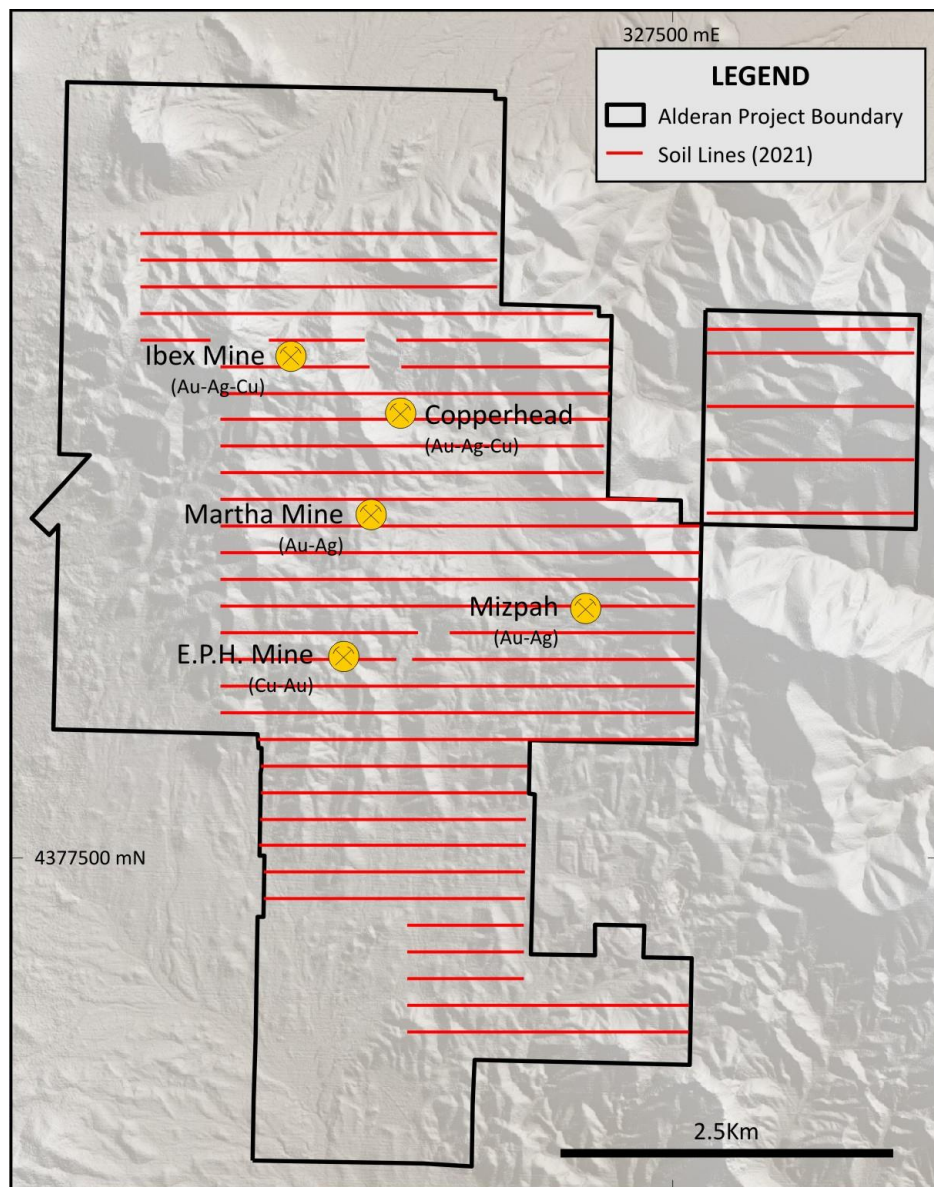 327500 mE
LEGEND
Alderan Project Boundary
Soil Lines (2021)
Ibex Mine
(Au-Ag-Cu)
Copperhead
(Au-Ag-Cu)
Martha Mine
(Au-Ag)
Mizpah
(Au-Ag)
E.P.H. Mine
(Cu-Au)
4377500 mN
2.5Km